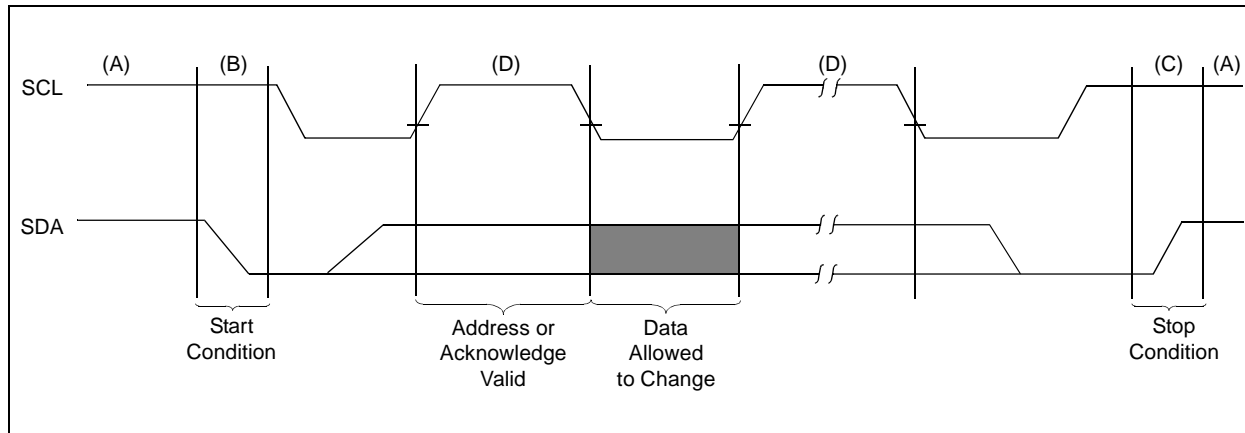 (A) (B) (D) (D) (C) (A)
SCL
SDA
Start
Condition
Address or
Acknowledge
Valid
Data
Allowed
to Change
Stop
Condition